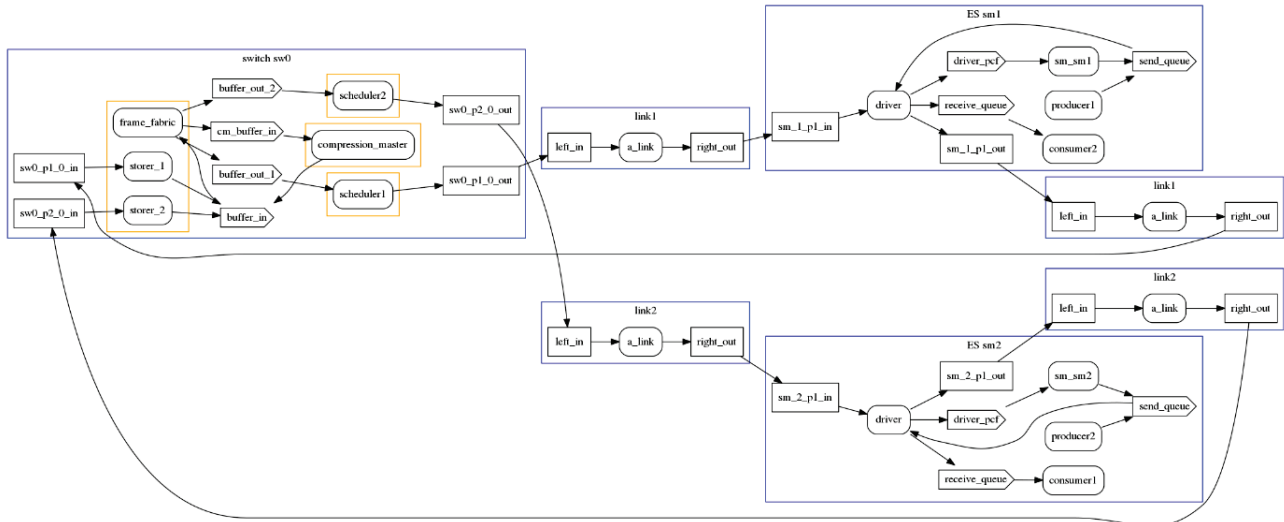 switch sw0
frame_fabric
storer_1
storer_2
sw0_p1_0_in
sw0_p2_0_in
buffer_out_2
cm_buffer_in
buffer_out_1
buffer_in
scheduler2
compression_master
scheduler1
sw0_p2_0_out
sw0_p1_0_out
link1
left_in
a_link
right_out
ES sm1
sm_1_p1_in
driver
driver_pcf
receive_queue
sm_1_p1_out
sm_sm1
producer1
consumer2
send_queue
link1
left_in
a_link
right_out
link2
left_in
a_link
right_out
link2
left_in
a_link
right_out
ES sm2
sm_2_p1_in
driver
sm_2_p1_out
driver_pcf
receive_queue
sm_sm2
producer2
consumer1
send_queue